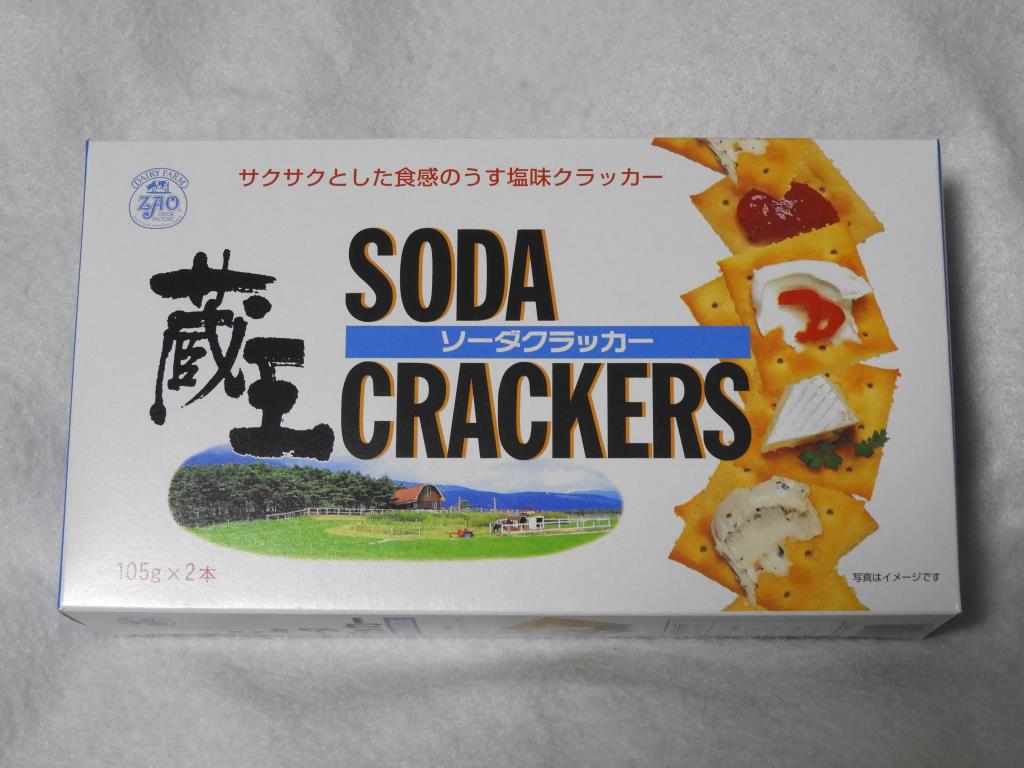 DAIRY FARM
ZAO
CHEESE
FACTORY
サクサクとした食感のうす塩味クラッカー
蔵王
SODA
ソーダクラッカー
CRACKERS
105g×2本
写真はイメージです